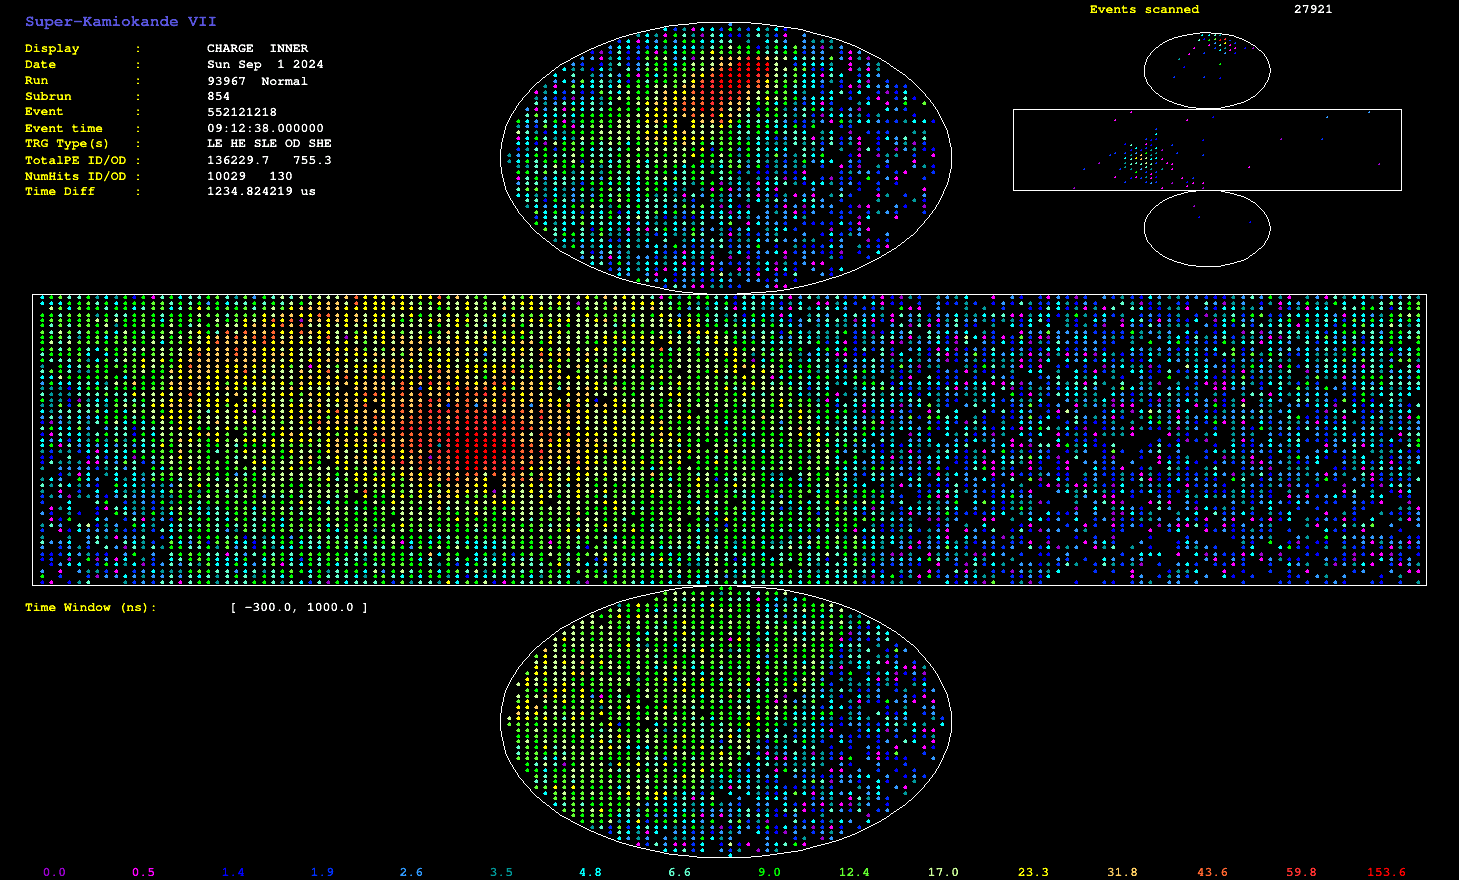 Super-Kamiokande VII
Events scanned 27921
Display : CHARGE INNER
Date : Sun Sep 1 2024
Run : 93967 Normal
Subrun : 854
Event : 552121218
Event time : 09:12:38.000000
TRG Type(s) : LE HE SLE OD SHE
TotalPE ID/OD : 136229.7 755.3
NumHits ID/OD : 10029 130
Time Diff : 1234.824219 us
Time Window (ns): [ -300.0, 1000.0 ]
0.0 0.5 1.4 1.9 2.6 3.5 4.8 6.6 9.0 12.4 17.0 23.3 31.8 43.6 59.8 153.6